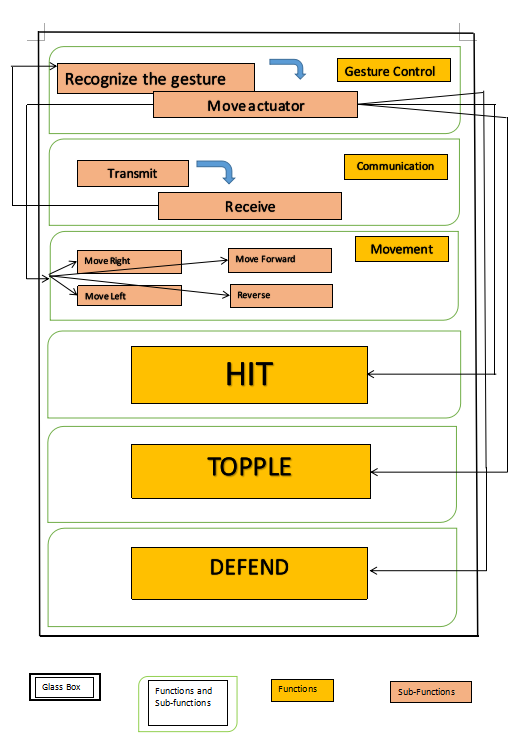 Recognize the gesture
Gesture Control
Move actuator
Transmit
Communication
Receive
Movement
Move Right
Move Forward
Move Left
Reverse
HIT
TOPPLE
DEFEND
Glass Box
Functions and
Sub-functions
Functions
Sub-Functions